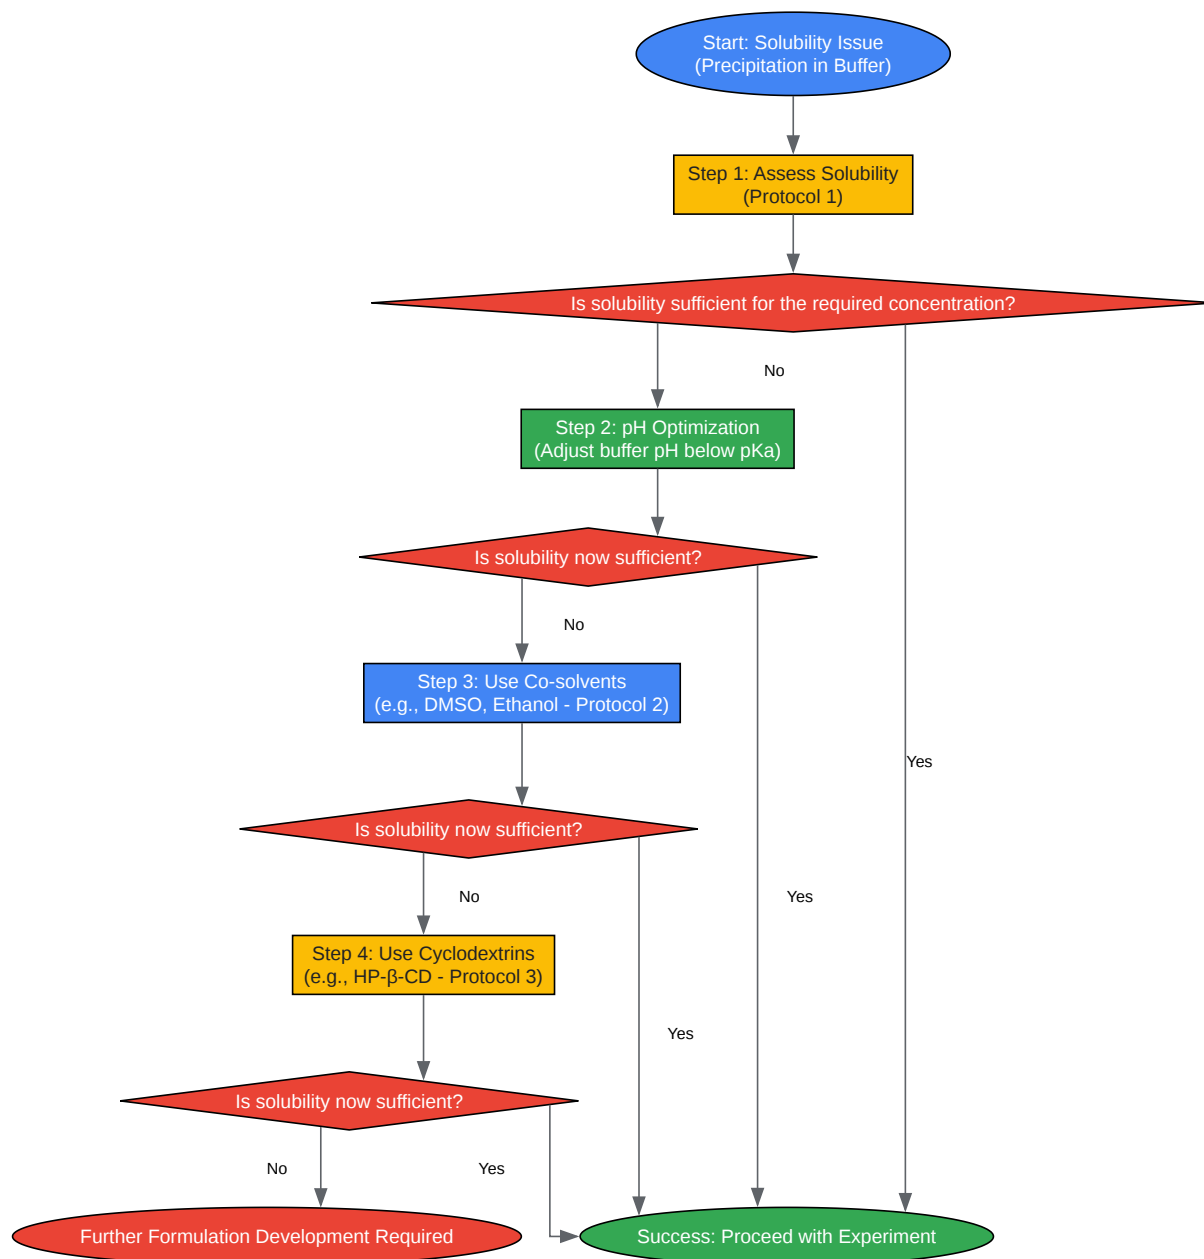 Start: Solubility Issue
(Precipitation in Buffer)
Step 1: Assess Solubility
(Protocol 1)
Is solubility sufficient for the required concentration?
No
Step 2: pH Optimization
(Adjust buffer pH below pKa)
Is solubility now sufficient?
No
Step 3: Use Co-solvents
(e.g., DMSO, Ethanol - Protocol 2)
Yes
Is solubility now sufficient?
No
Yes
Step 4: Use Cyclodextrins
(e.g., HP-β-CD - Protocol 3)
Yes
Is solubility now sufficient?
No
Yes
Further Formulation Development Required
Success: Proceed with Experiment